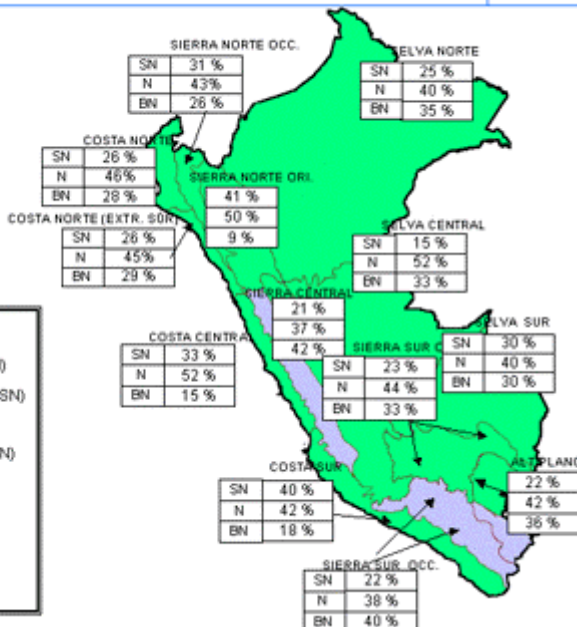 SIERRA NORTE OCC.
SN 31 %
N 43%
BN 26 %
SELVA NORTE
SN 25 %
N 40 %
BN 35 %
COSTA NORTE
SN 26 %
N 46%
BN 28 %
SIERRA NORTE ORI.
41 %
50 %
9 %
COSTA NORTE (EXTR. SUR)
SN 26 %
N 45%
BN 29 %
SELVA CENTRAL
SN 15 %
N 52 %
BN 33 %
SIERRA CENTRAL
21 %
37 %
42 %
COSTA CENTRA
SN 33 %
N 52 %
BN 15 %
SIERRA SUR
SN 23 %
N 44 %
BN 33 %
SELVA SUR
SN 30 %
N 40 %
BN 30 %
)
SN)
N)
COSTA SUR
SN 40 %
N 42 %
BN 18 %
ALTIPLANO
22 %
42 %
36 %
SIERRA SUR OCC.
SN 22 %
N 38 %
BN 40 %